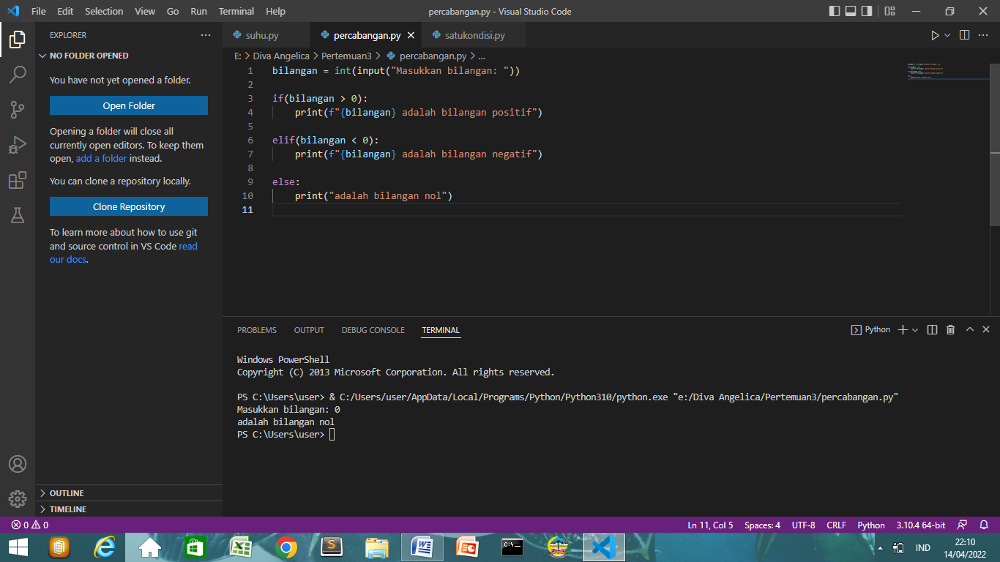 File Edit Selection View Go Run Terminal Help
percabangan.py - Visual Studio Code
EXPLORER
NO FOLDER OPENED
You have not yet opened a folder.
Open Folder
Opening a folder will close all
currently open editors. To keep them
open, add a folder instead.
You can clone a repository locally.
Clone Repository
To learn more about how to use git
and source control in VS Code read
our docs.
OUTLINE
TIMELINE
suhu.py percabangan.py satukondisi.py
E: > Diva Angelica > Pertemuan3 > percabangan.py > ...
1 bilangan = int(input("Masukkan bilangan: "))
2
3 if(bilangan > 0):
4 print(f"{bilangan} adalah bilangan positif")
5
6 elif(bilangan < 0):
7 print(f"{bilangan} adalah bilangan negatif")
8
9 else:
10 print("adalah bilangan nol")
11
PROBLEMS OUTPUT DEBUG CONSOLE TERMINAL
Python
Windows PowerShell
Copyright (C) 2013 Microsoft Corporation. All rights reserved.
PS C:\Users\user> & C:/Users/user/AppData/Local/Programs/Python/Python310/python.exe "e:/Diva Angelica/Pertemuan3/percabangan.py"
Masukkan bilangan: 0
adalah bilangan nol
PS C:\Users\user>
0 0
Ln 11, Col 5 Spaces: 4 UTF-8 CRLF Python 3.10.4 64-bit
IND
22:10
14/04/2022